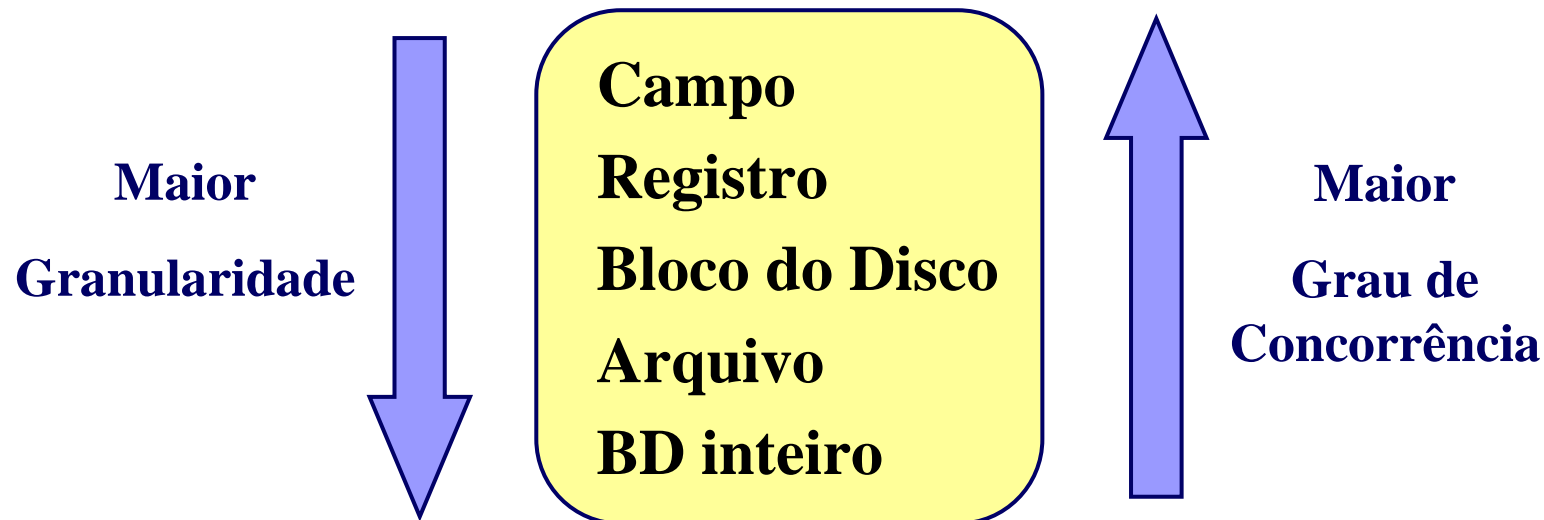 Maior
Granularidade
Campo
Registro
Bloco do Disco
Arquivo
BD inteiro
Maior
Grau de
Concorrência